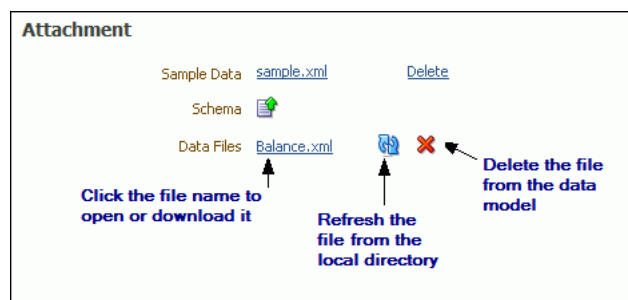 Attachment
Sample Data sample.xml Delete
Schema
Data Files Balance.xml
Click the file name to
open or download it
Refresh the
file from the
local directory
Delete the file
from the data
model